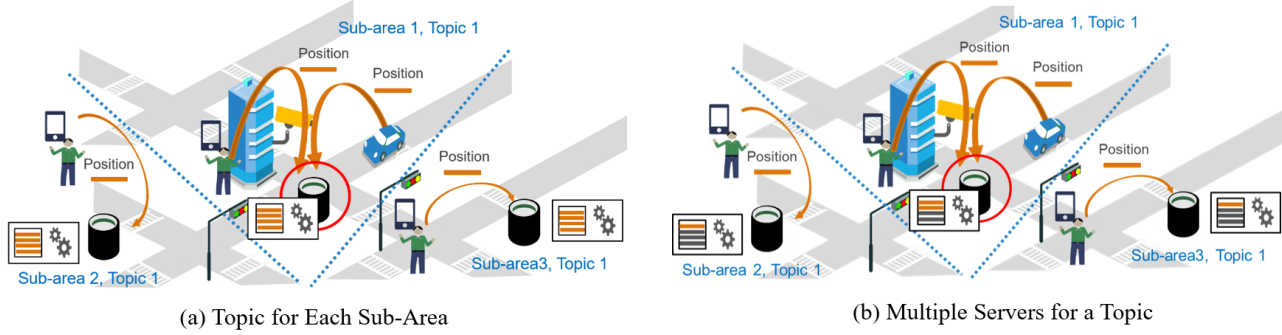 Sub-area 1, Topic 1
Position
Position
Position
Position
Sub-area 2, Topic 1
Sub-area3, Topic 1
(a) Topic for Each Sub-Area
Sub-area 1, Topic 1
Position
Position
Position
Position
Sub-area 2, Topic 1
Sub-area3, Topic 1
(b) Multiple Servers for a Topic